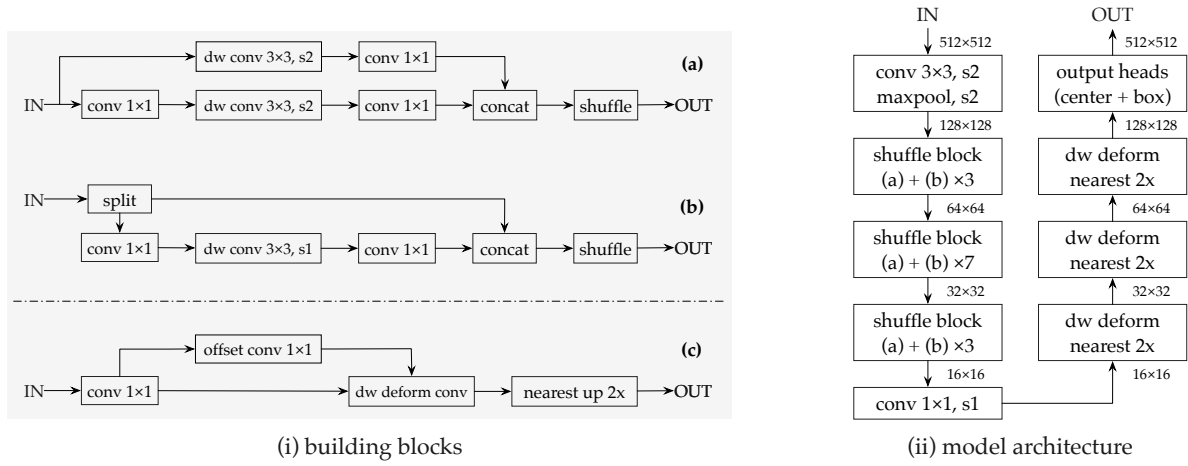 dw conv 3×3, s2
conv 1×1
(a)
IN
conv 1×1
dw conv 3×3, s2
conv 1×1
concat
shuffle
OUT
IN
split
(b)
conv 1×1
dw conv 3×3, s1
conv 1×1
concat
shuffle
OUT
offset conv 1×1
(c)
IN
conv 1×1
dw deform conv
nearest up 2x
OUT
(i) building blocks
IN
512×512
conv 3×3, s2
maxpool, s2
128×128
shuffle block
(a) + (b) ×3
64×64
shuffle block
(a) + (b) ×7
32×32
shuffle block
(a) + (b) ×3
16×16
conv 1×1, s1
OUT
512×512
output heads
(center + box)
128×128
dw deform
nearest 2x
64×64
dw deform
nearest 2x
32×32
dw deform
nearest 2x
16×16
(ii) model architecture